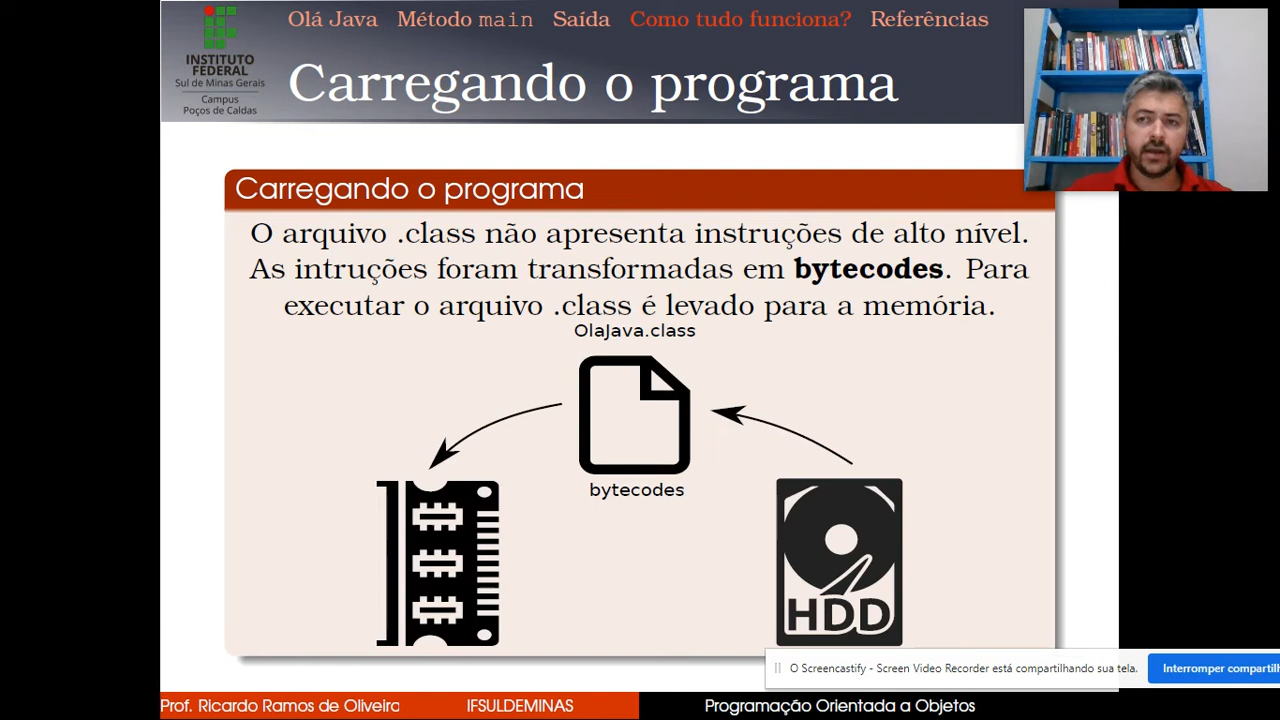 Olá Java Método main Saída Como tudo funciona? Referências
INSTITUTO
FEDERAL
Sul de Minas Gerais
Campus
Poços de Caldas
Carregando o programa
Carregando o programa
O arquivo .class não apresenta instruções de alto nível.
As intruções foram transformadas em bytecodes. Para
executar o arquivo .class é levado para a memória.
OlaJava.class
bytecodes
HDD
O Screencastify - Screen Video Recorder está compartilhando sua tela.
Interromper compartil
Prof. Ricardo Ramos de Oliveira IFSULDEMINAS Programação Orientada a Objetos